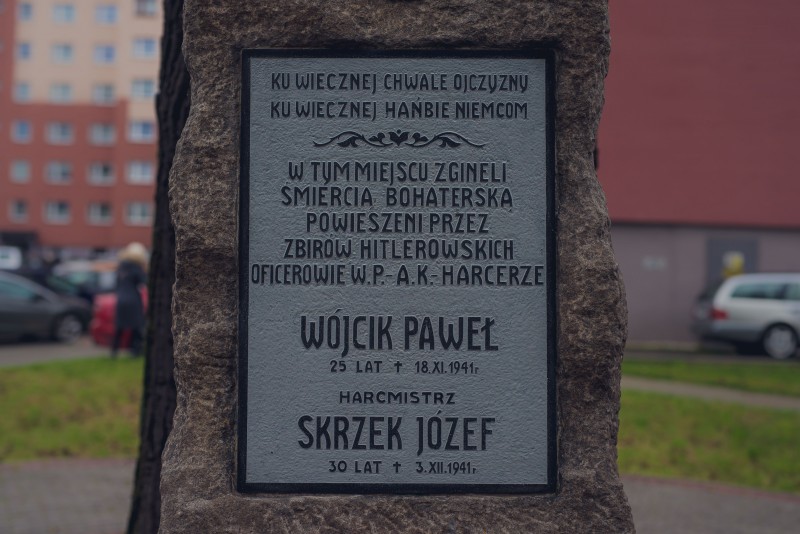 KU WIECZNEJ CHWALE OJCZYZNY
KU WIECZNEJ HAŃBIE NIEMCOM
W TYM MIEJSCU ZGINELI
ŚMIERCIĄ BOHATERSKĄ
POWIESZENI PRZEZ
ZBIRÓW HITLEROWSKICH
OFICEROWIE W.P.-A.K.-HARCERZE
WÓJCIK PAWEŁ
25 LAT † 18.XI.1941r
HARCMISTRZ
SKRZEK JÓZEF
30 LAT † 3.XII.1941r